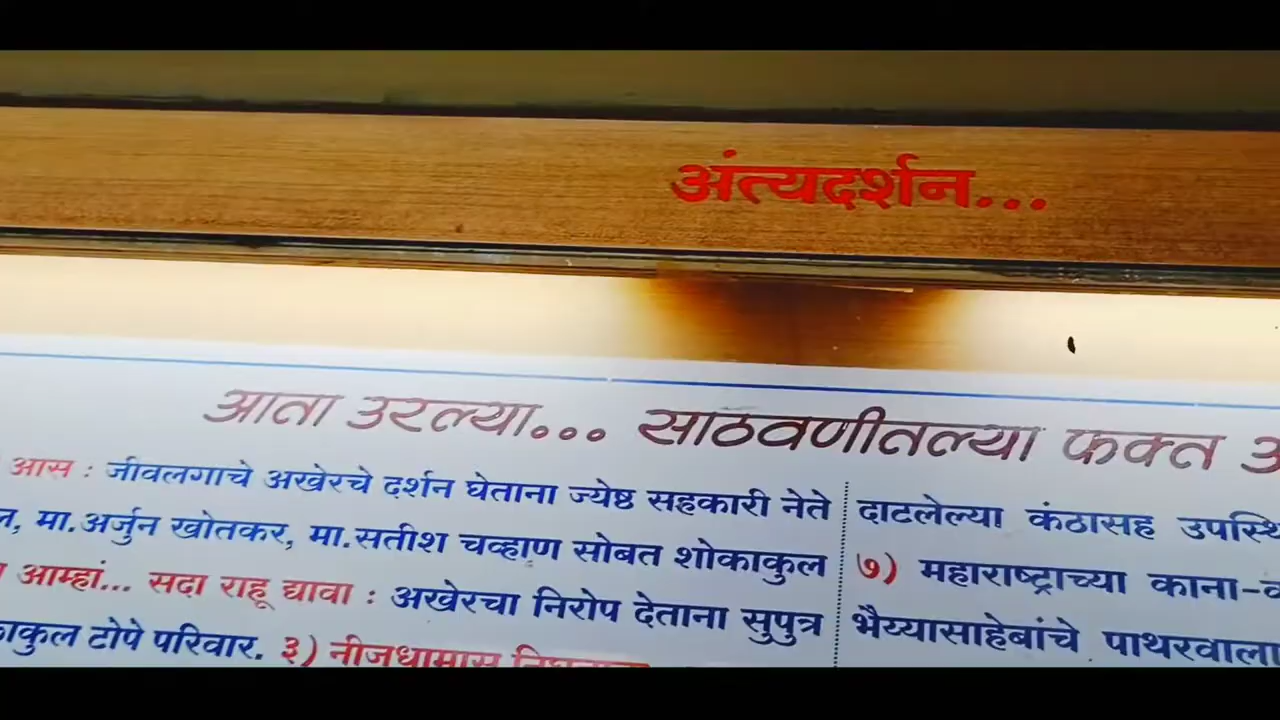 अंत्यदर्शन...
आता उरल्या... साठवणीतल्या फक्त
आस : जीवलगाचे अखेरचे दर्शन घेताना ज्येष्ठ सहकारी नेते
मा.अर्जुन खोतकर, मा.सतीश चव्हाण सोबत शोकाकुल
आम्हां... सदा राहू द्यावा : अखेरचा निरोप देताना सुपुत्र
टोपे परिवार. ३) नीजधामास
दाटलेल्या कंठासह
७) महाराष्ट्राच्या काना-
भैय्यासाहेबांचे पाथरवाला